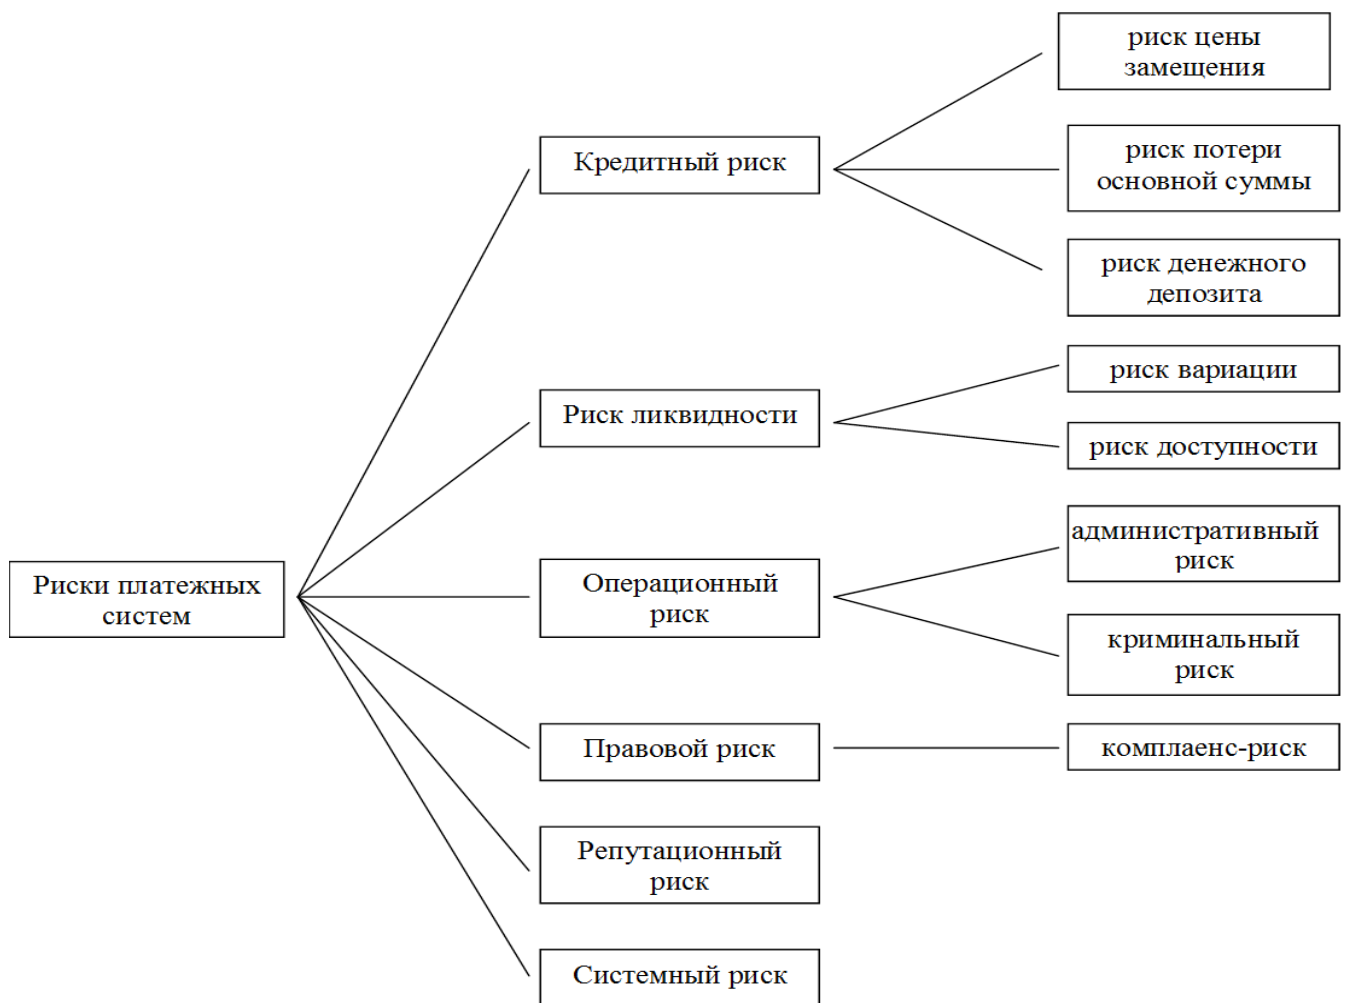 Риски платежных
систем
Кредитный риск
риск цены
замещения
риск потери
основной суммы
риск денежного
депозита
Риск ликвидности
риск вариации
риск доступности
Операционный
риск
административный
риск
криминальный
риск
Правовой риск
комплаенс-риск
Репутационный
риск
Системный риск